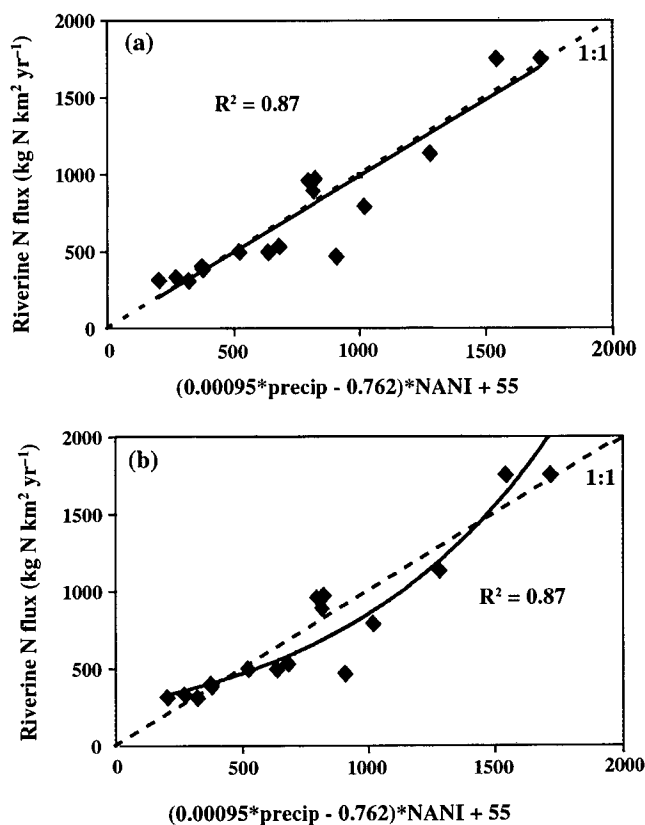 (a)
1:1
R² = 0.87
Riverine N flux (kg N km² yr⁻¹)
2000
1500
1000
500
0
0 500 1000 1500 2000
(0.00095*precip - 0.762)*NANI + 55
(b)
1:1
R² = 0.87
Riverine N flux (kg N km² yr⁻¹)
2000
1500
1000
500
0
0 500 1000 1500 2000
(0.00095*precip - 0.762)*NANI + 55